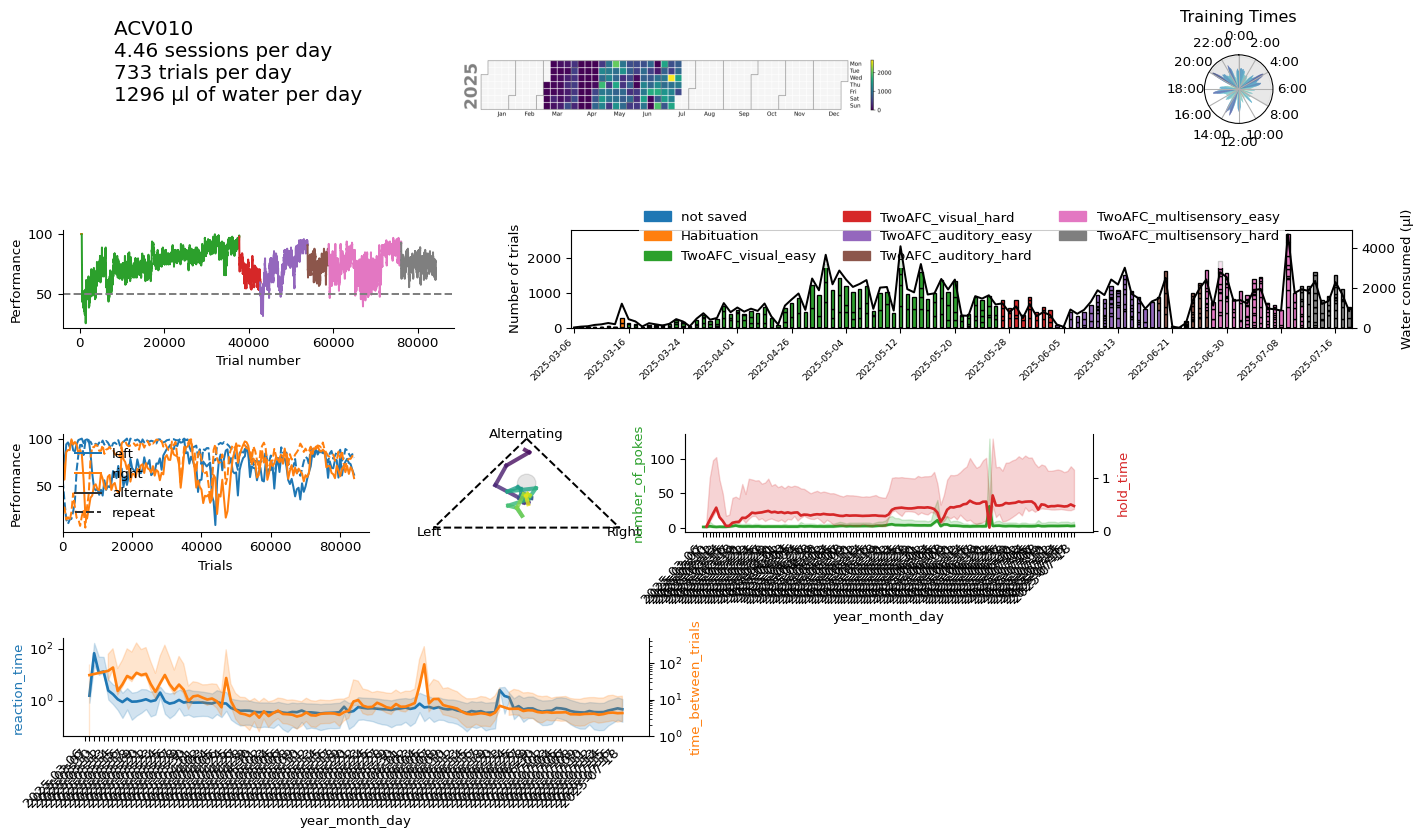 ACV010
4.46 sessions per day
733 trials per day
1296 µl of water per day
2025
Jan Feb Mar Apr May Jun Jul Aug Sep Oct Nov Dec
Mon
Tue
Wed
Thu
Fri
Sat
Sun
2000
1000
0
Training Times
0:00
2:00
4:00
6:00
8:00
10:00
12:00
14:00
16:00
18:00
20:00
22:00
Performance
100
50
0 20000 40000 60000 80000
Trial number
not saved
Habituation
TwoAFC_visual_easy
TwoAFC_visual_hard
TwoAFC_auditory_easy
TwoAFC_auditory_hard
TwoAFC_multisensory_easy
TwoAFC_multisensory_hard
Number of trials
2000
1000
0
Water consumed (µl)
4000
2000
0
2025-03-06 2025-03-16 2025-03-24 2025-04-01 2025-04-26 2025-05-04 2025-05-12 2025-05-20 2025-05-28 2025-06-05 2025-06-13 2025-06-21 2025-06-30 2025-07-08 2025-07-16
Performance
100
50
left
right
alternate
repeat
0 20000 40000 60000 80000
Trials
Alternating
Left
Right
number_of_pokes
100
50
0
hold_time
1
0
year_month_day
reaction_time
10²
10⁰
time_between_trials
10²
10¹
10⁰
year_month_day